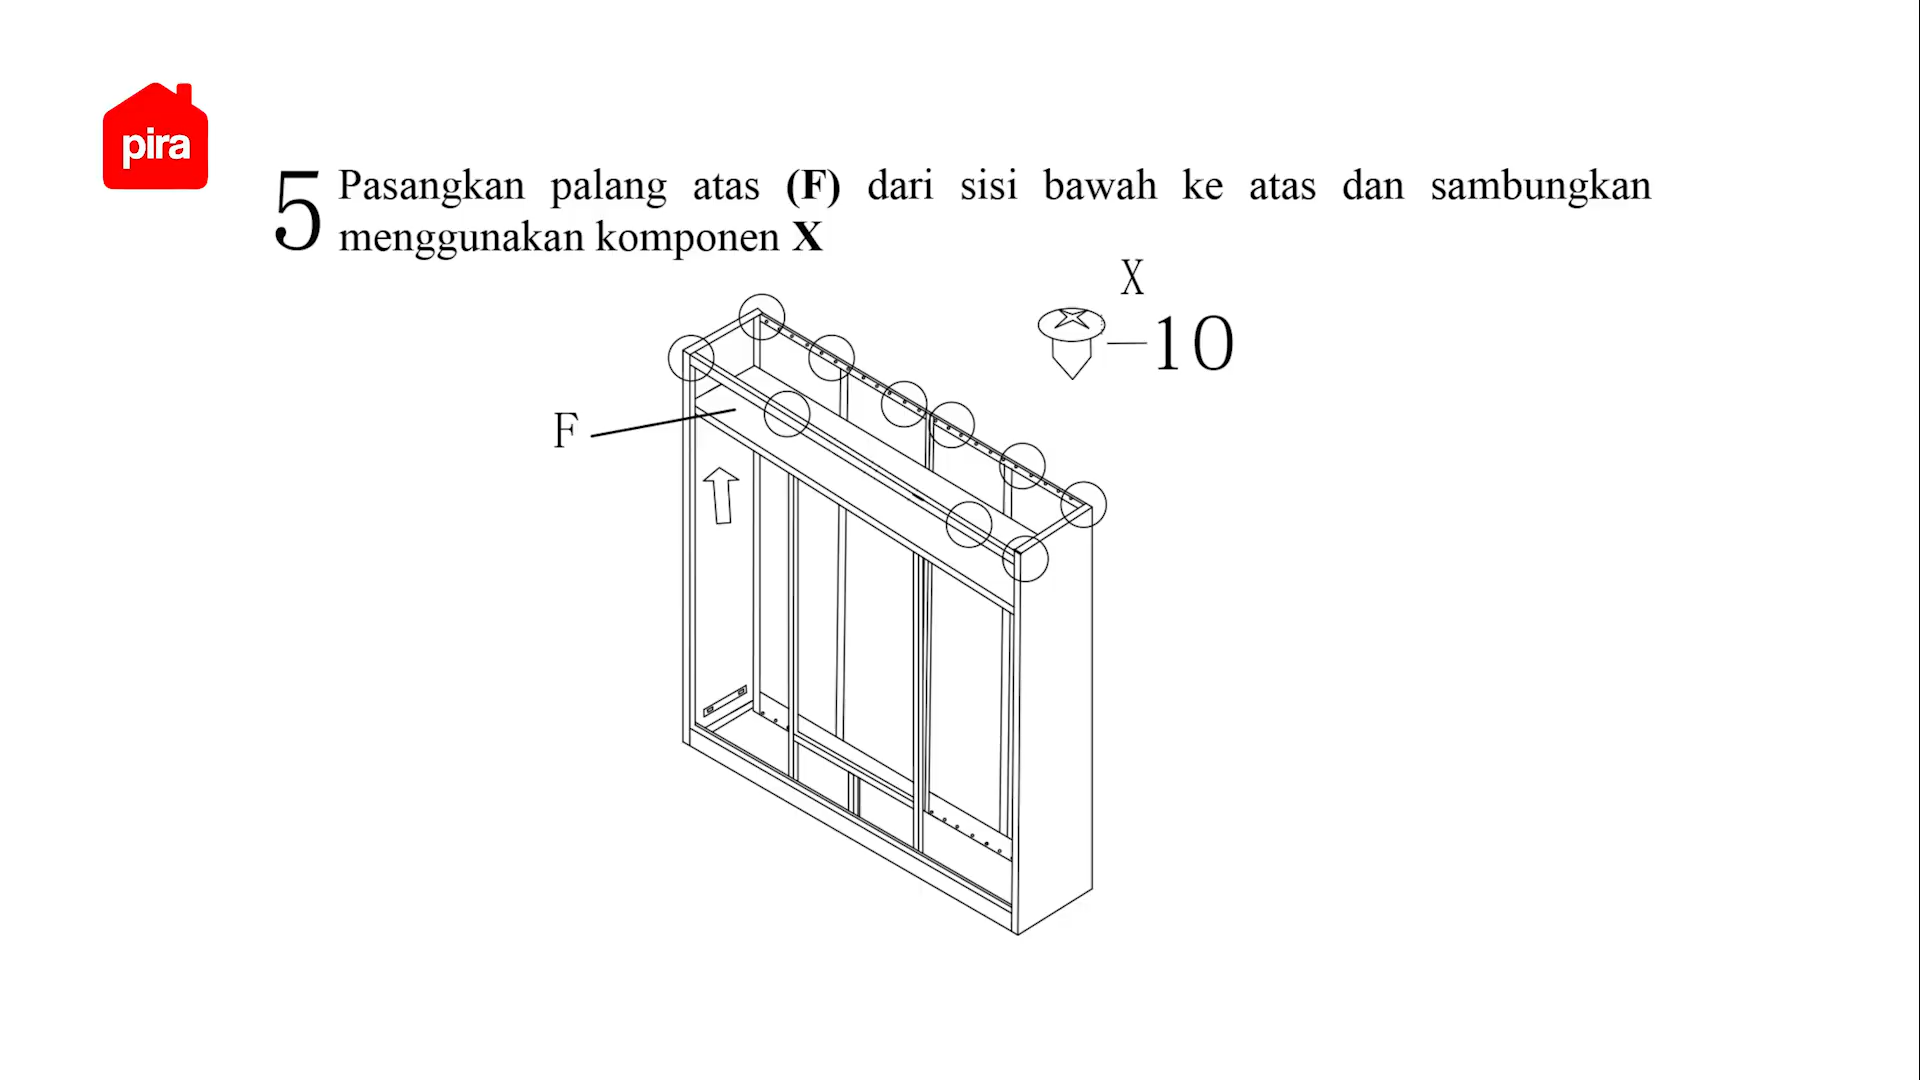 pira
5 Pasangkan palang atas (F) dari sisi bawah ke atas dan sambungkan
menggunakan komponen X
X
10
F